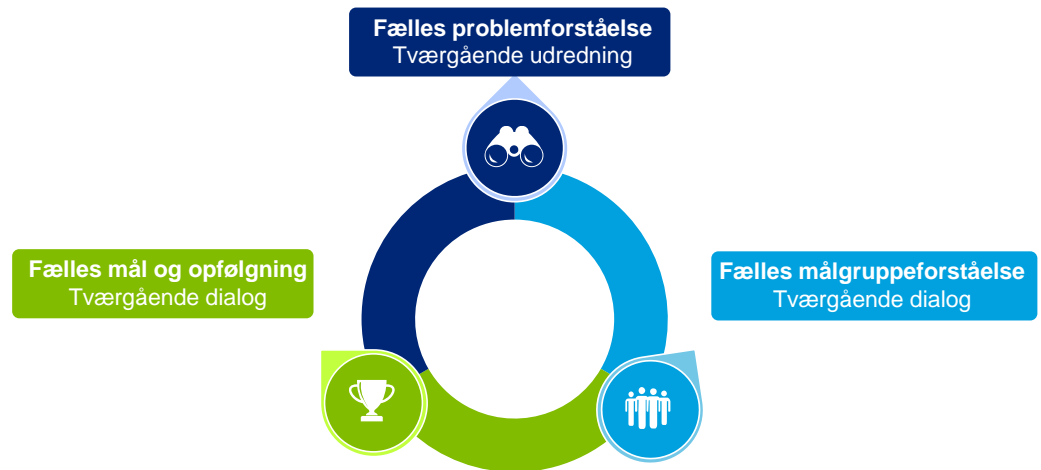 Fælles problemforståelse
Tværgående udredning
Fælles mål og opfølgning
Tværgående dialog
Fælles målgruppeforståelse
Tværgående dialog